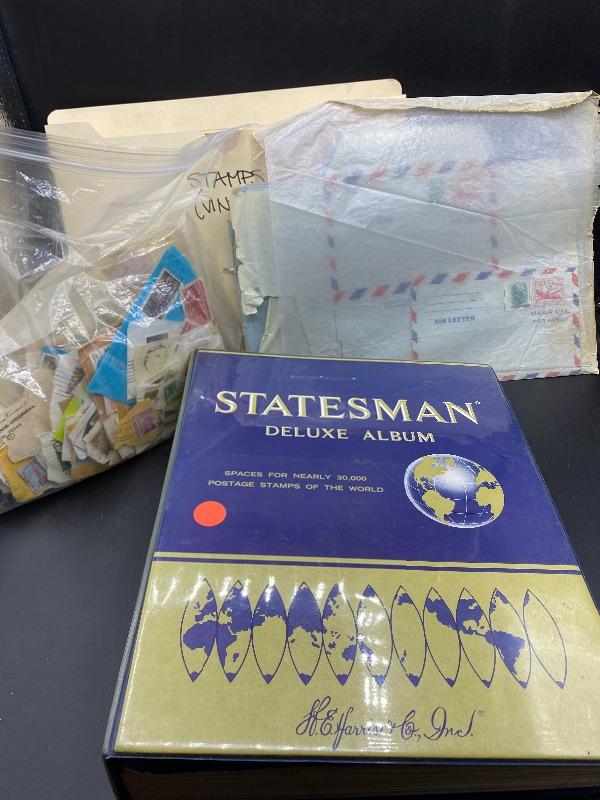 STAMPS
(VIN
AIR LETTER
VIA AIR MAIL
PAR AVION
STATESMAN
DELUXE ALBUM
SPACES FOR NEARLY 30,000
POSTAGE STAMPS OF THE WORLD
H.E. Harris & Co., Inc.®